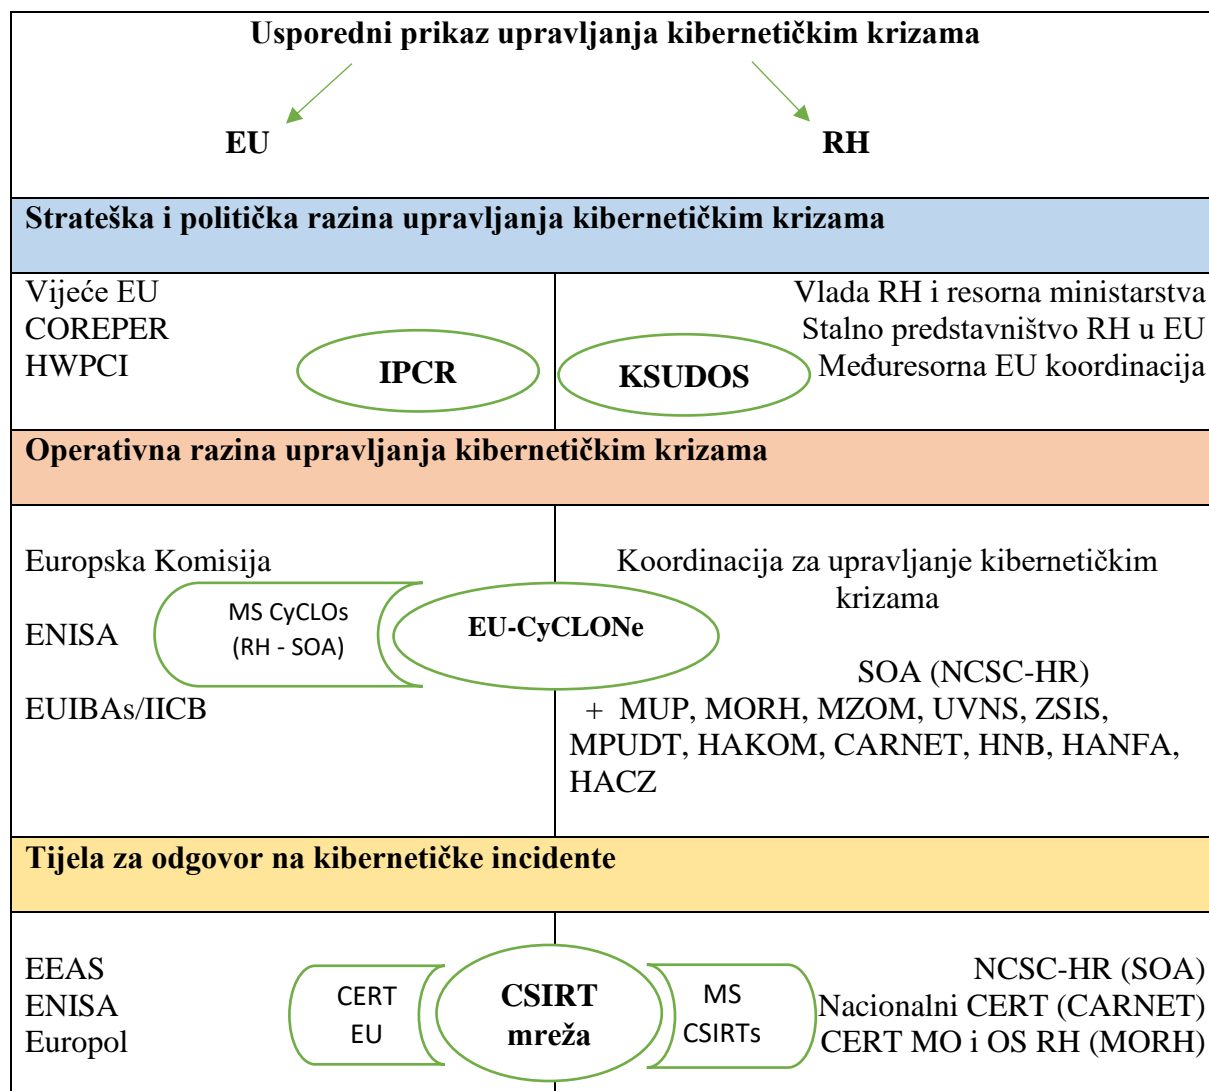 Usporedni prikaz upravljanja kibernetičkim krizama
EU
RH
Strateška i politička razina upravljanja kibernetičkim krizama
Vijeće EU
COREPER
HWPCI
IPCR
KSUDOS
Vlada RH i resorna ministarstva
Stalno predstavništvo RH u EU
Međuresorna EU koordinacija
Operativna razina upravljanja kibernetičkim krizama
Europska Komisija
ENISA
EUIBAs/IICB
MS CyCLOs
(RH - SOA)
EU-CyCLONe
Koordinacija za upravljanje kibernetičkim
krizama
SOA (NCSC-HR)
+ MUP, MORH, MZOM, UVNS, ZSIS,
MPUDT, HAKOM, CARNET, HNB, HANFA,
HACZ
Tijela za odgovor na kibernetičke incidente
EEAS
ENISA
Europol
CERT
EU
CSIRT
mreža
MS
CSIRTs
NCSC-HR (SOA)
Nacionalni CERT (CARNET)
CERT MO i OS RH (MORH)